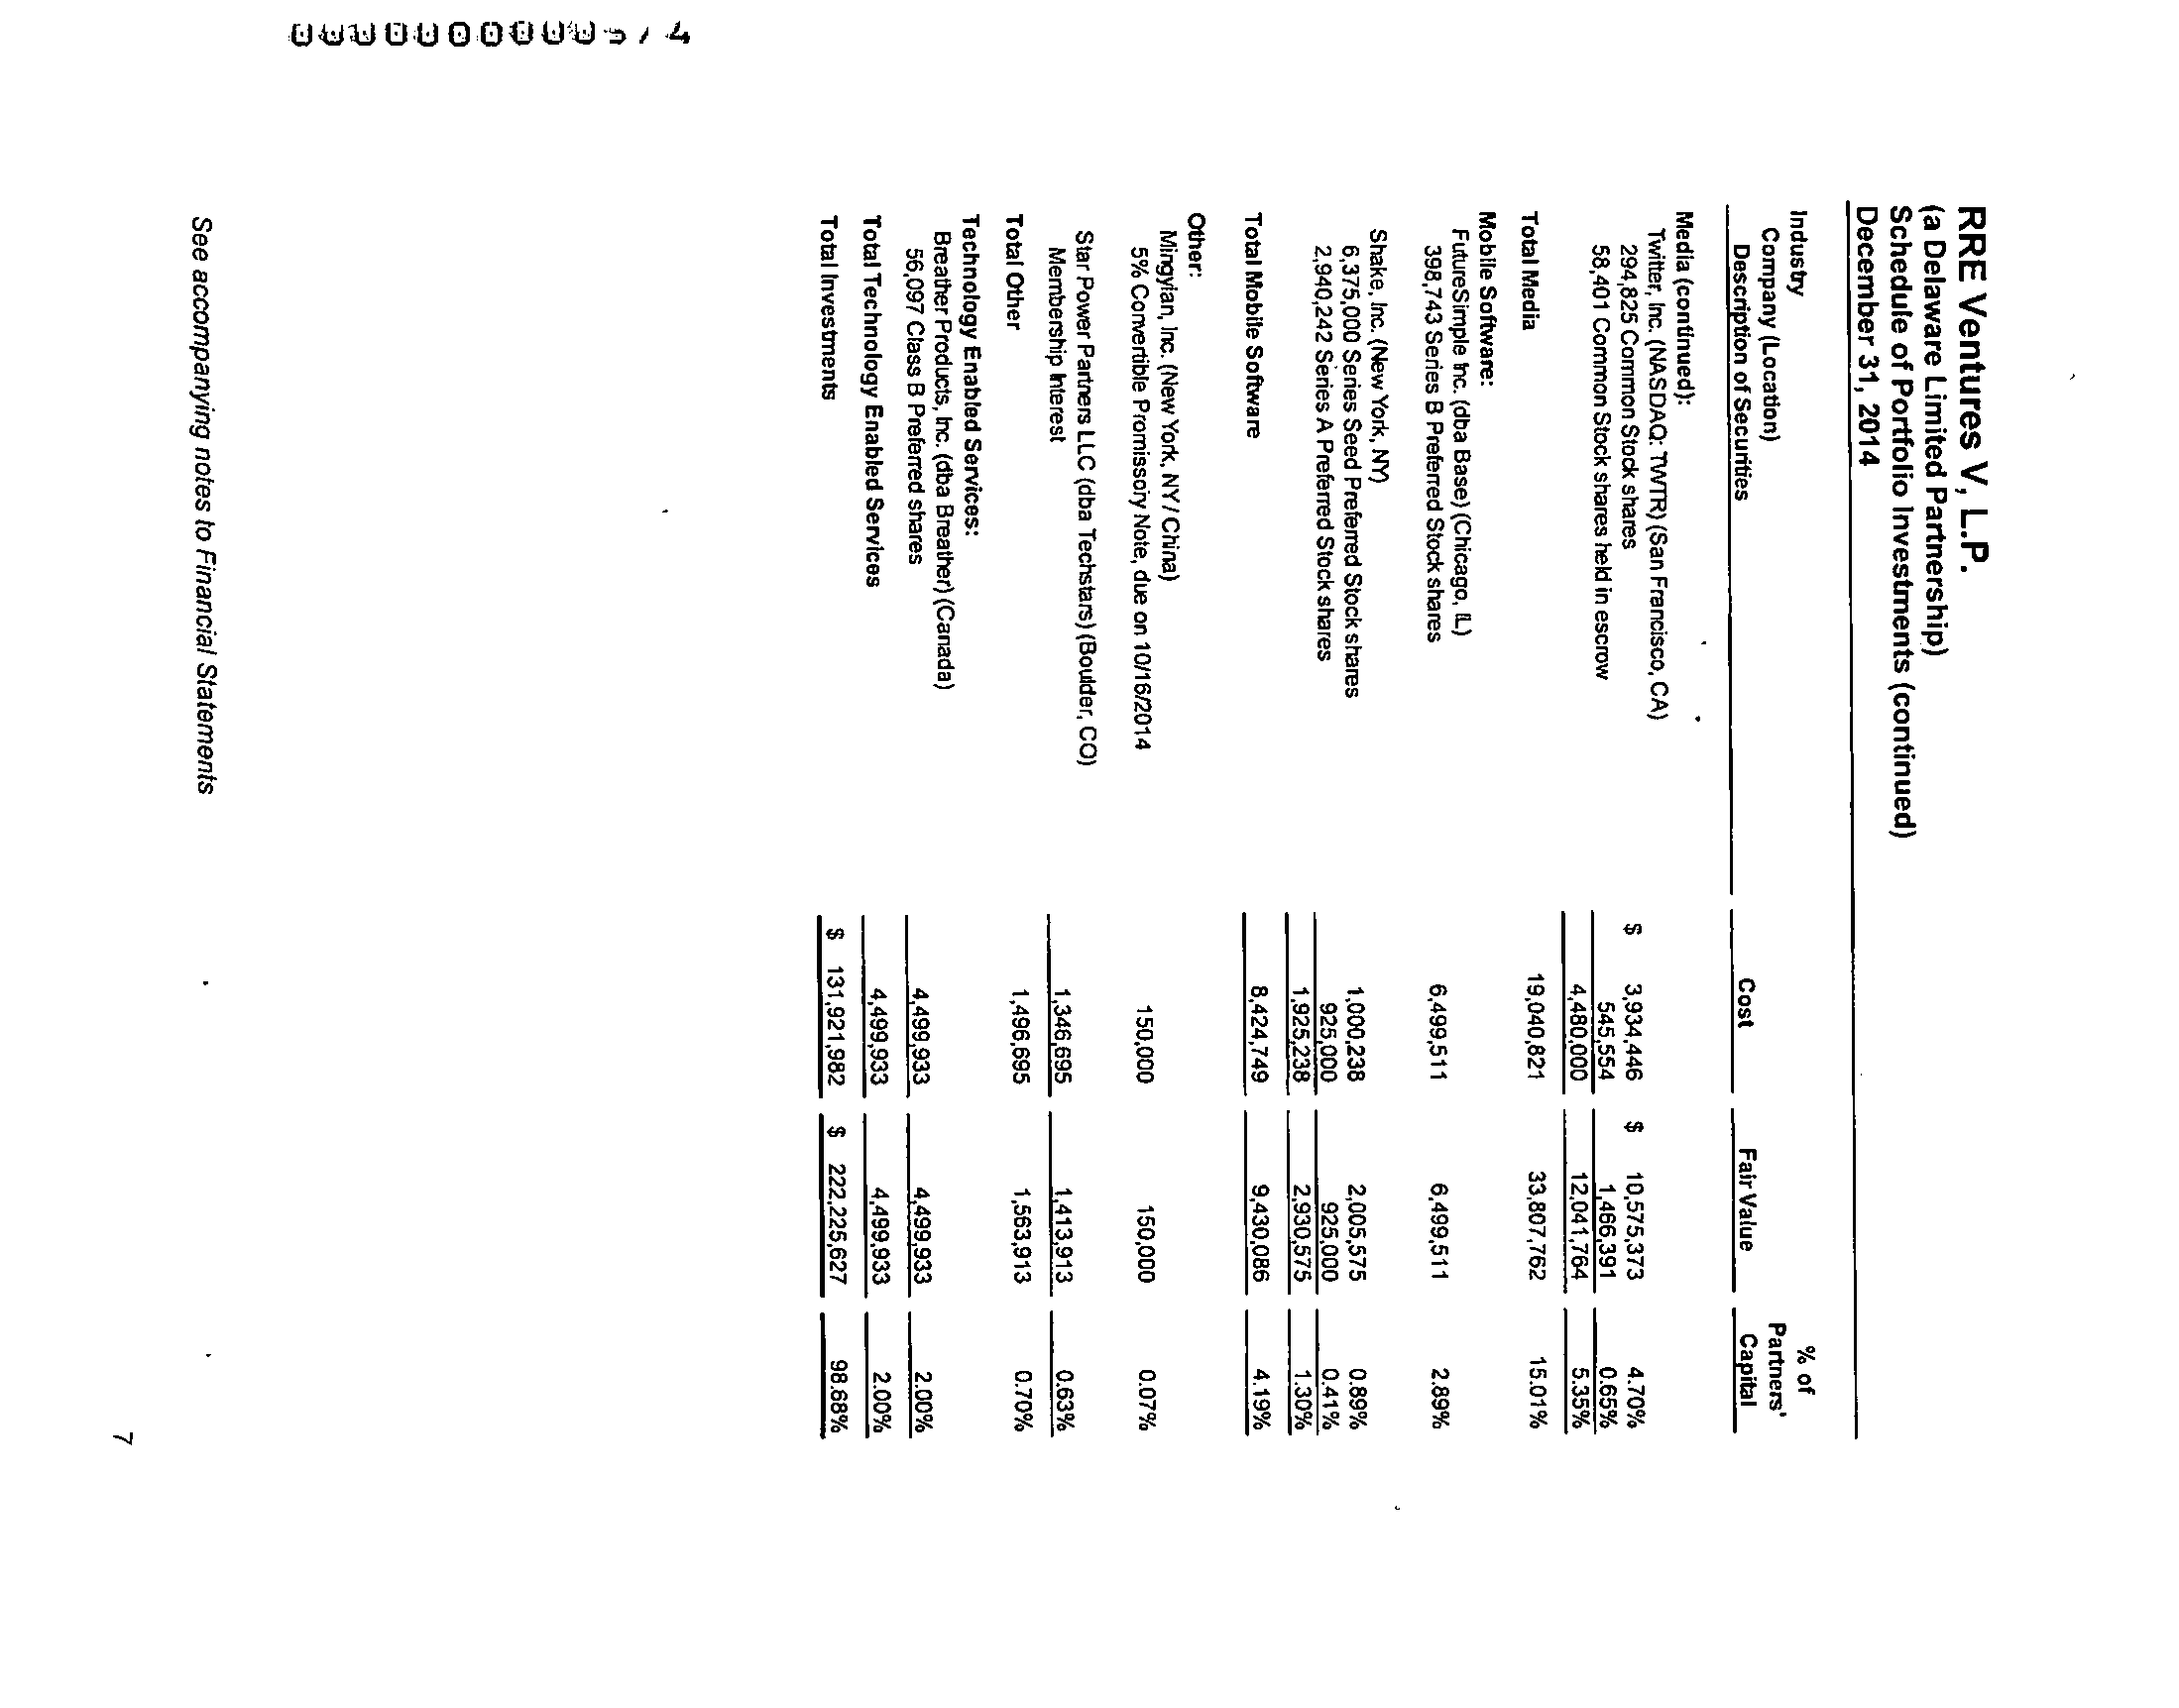 RRE Ventures V, L.P.
(a Delaware Limited Partnership)
Schedule of Portfolio Investments (continued)
December 31, 2014
Industry % of
Company (Location) Partners'
Description of Securities Cost Fair Value Capital
Media (continued):
Twitter, Inc. (NASDAQ: TWTR) (San Francisco, CA)
294,825 Common Stock shares $ 3,934,446 $ 10,575,373 4.70%
58,401 Common Stock shares held in escrow 545,554 1,466,391 0.65%
4,480,000 12,041,764 5.35%
Total Media 19,040,821 33,807,762 15.01%
Mobile Software:
FutureSimple Inc. (dba Base) (Chicago, IL)
398,743 Series B Preferred Stock shares 6,499,511 6,499,511 2.89%
Shake, Inc. (New York, NY)
6,375,000 Series Seed Preferred Stock shares 1,000,238 2,005,575 0.89%
2,940,242 Series A Preferred Stock shares 925,000 925,000 0.41%
1,925,238 2,930,575 1.30%
Total Mobile Software 8,424,749 9,430,086 4.19%
Other:
Mingyian, Inc. (New York, NY / China)
5% Convertible Promissory Note, due on 10/16/2014 150,000 150,000 0.07%
Star Power Partners LLC (dba Techstars) (Boulder, CO)
Membership Interest 1,346,695 1,413,913 0.63%
Total Other 1,496,695 1,563,913 0.70%
Technology Enabled Services:
Breather Products, Inc. (dba Breather) (Canada)
56,097 Class B Preferred shares 4,499,933 4,499,933 2.00%
Total Technology Enabled Services 4,499,933 4,499,933 2.00%
Total Investments $ 131,921,982 $ 222,225,627 98.68%
See accompanying notes to Financial Statements
7